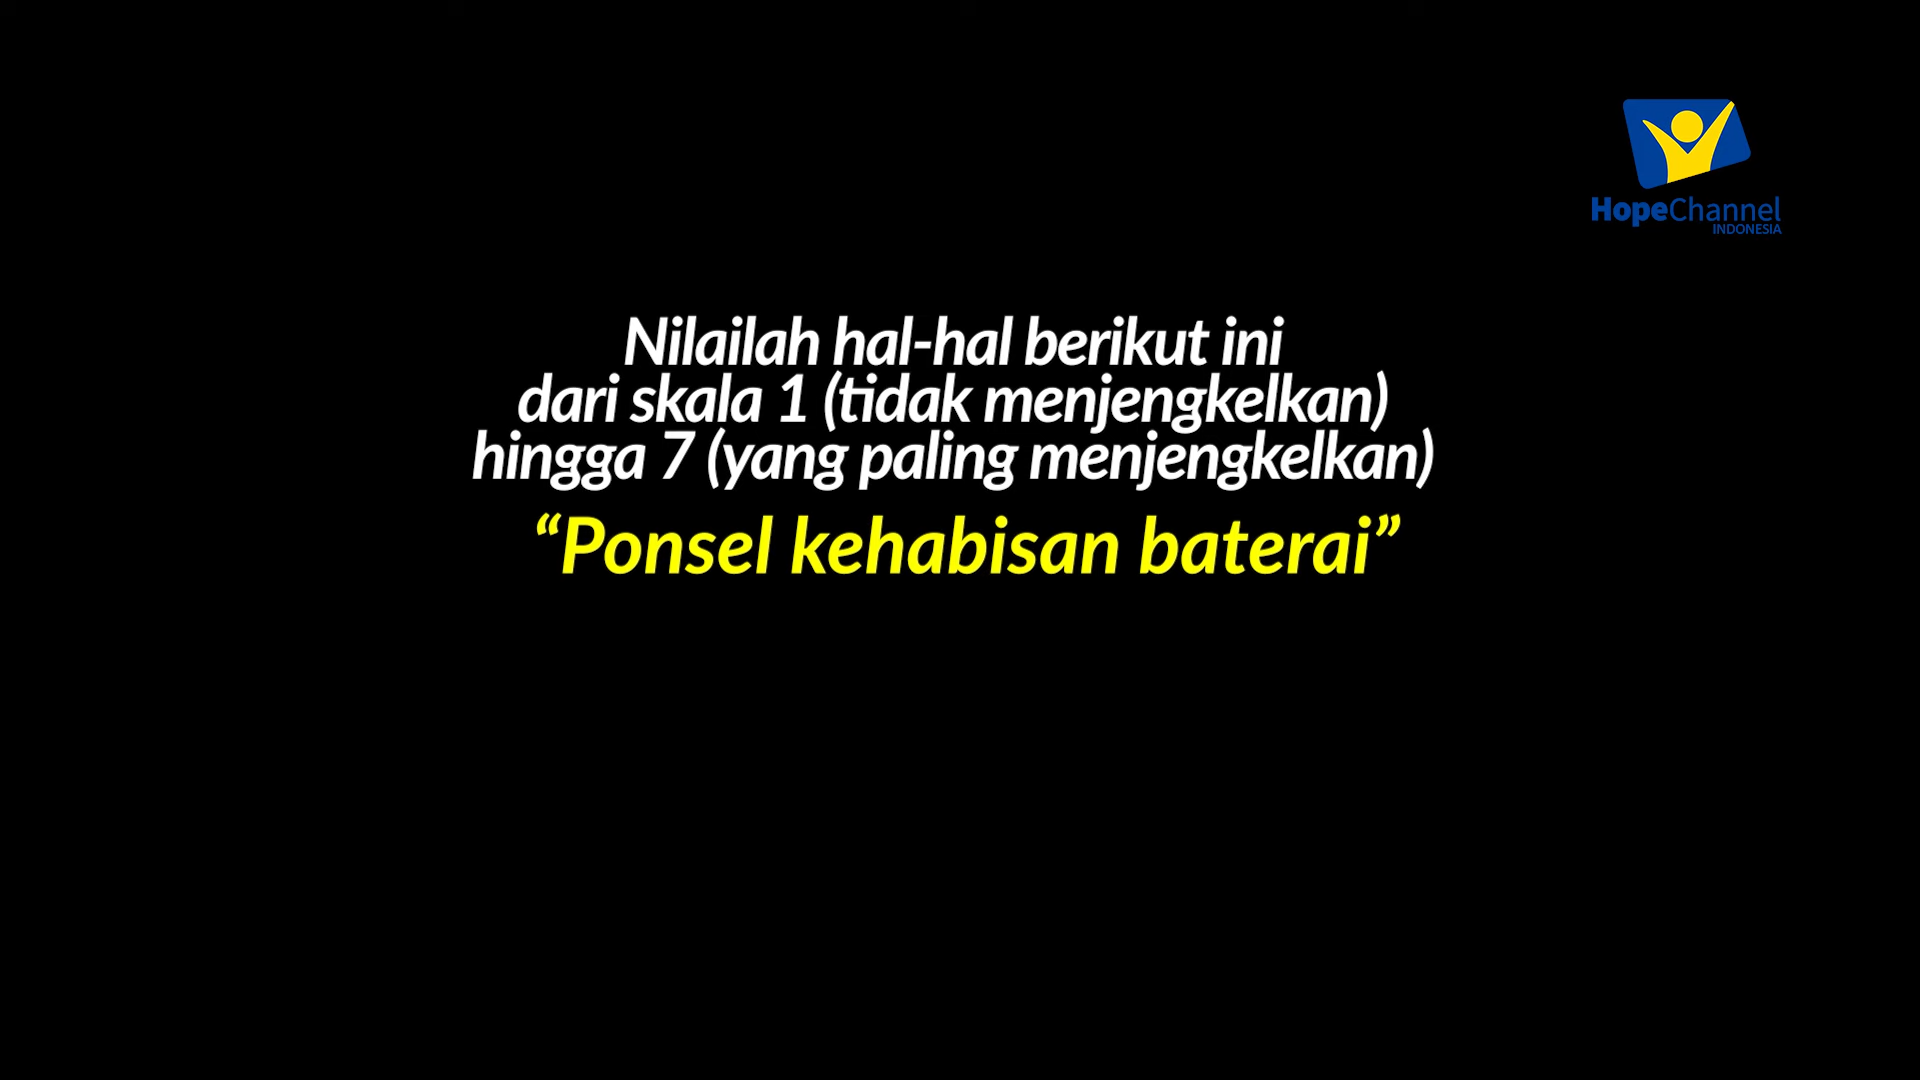 HopeChannel
INDONESIA
Nilailah hal-hal berikut ini
dari skala 1 (tidak menjengkelkan)
hingga 7 (yang paling menjengkelkan)
“Ponsel kehabisan baterai”